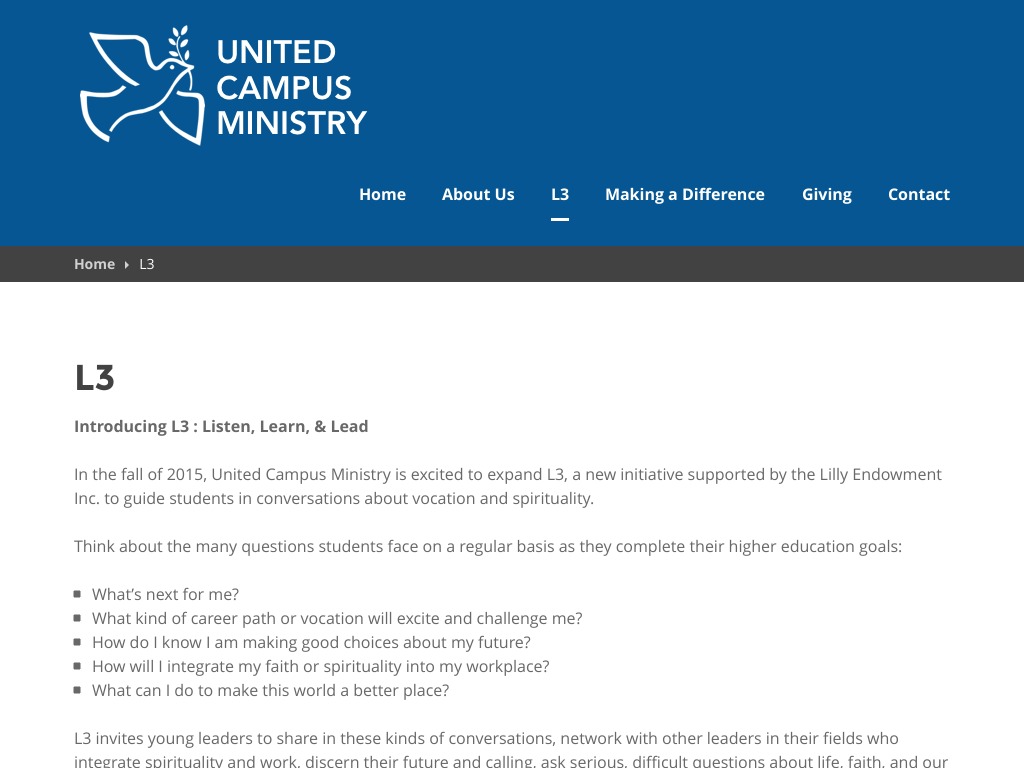 UNITED
CAMPUS
MINISTRY
Home About Us L3 Making a Difference Giving Contact
Home L3
L3
Introducing L3 : Listen, Learn, & Lead
In the fall of 2015, United Campus Ministry is excited to expand L3, a new initiative supported by the Lilly Endowment
Inc. to guide students in conversations about vocation and spirituality.
Think about the many questions students face on a regular basis as they complete their higher education goals:
What’s next for me?
What kind of career path or vocation will excite and challenge me?
How do I know I am making good choices about my future?
How will I integrate my faith or spirituality into my workplace?
What can I do to make this world a better place?
L3 invites young leaders to share in these kinds of conversations, network with other leaders in their fields who
integrate spirituality and work, discern their future and calling, ask serious, difficult questions about life, faith, and our